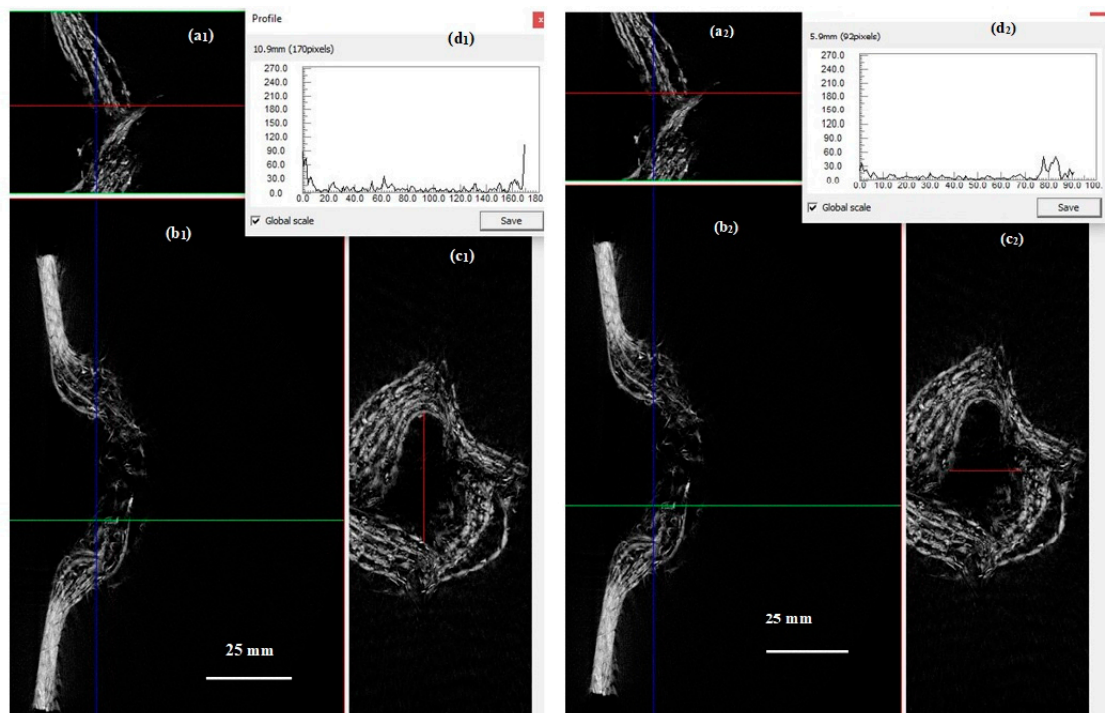 (a1)
Profile
x
(d1)
10.9mm (170pixels)
270.0
240.0
210.0
180.0
150.0
120.0
90.0
60.0
30.0
0.0
0.0 20.0 40.0 60.0 80.0 100.0 120.0 140.0 160.0 180
Global scale
Save
(b1)
(c1)
25 mm
(a2)
(d2)
5.9mm (92pixels)
270.0
240.0
210.0
180.0
150.0
120.0
90.0
60.0
30.0
0.0
0.0 10.0 20.0 30.0 40.0 50.0 60.0 70.0 80.0 90.0 100.
Global scale
Save
(b2)
(c2)
25 mm